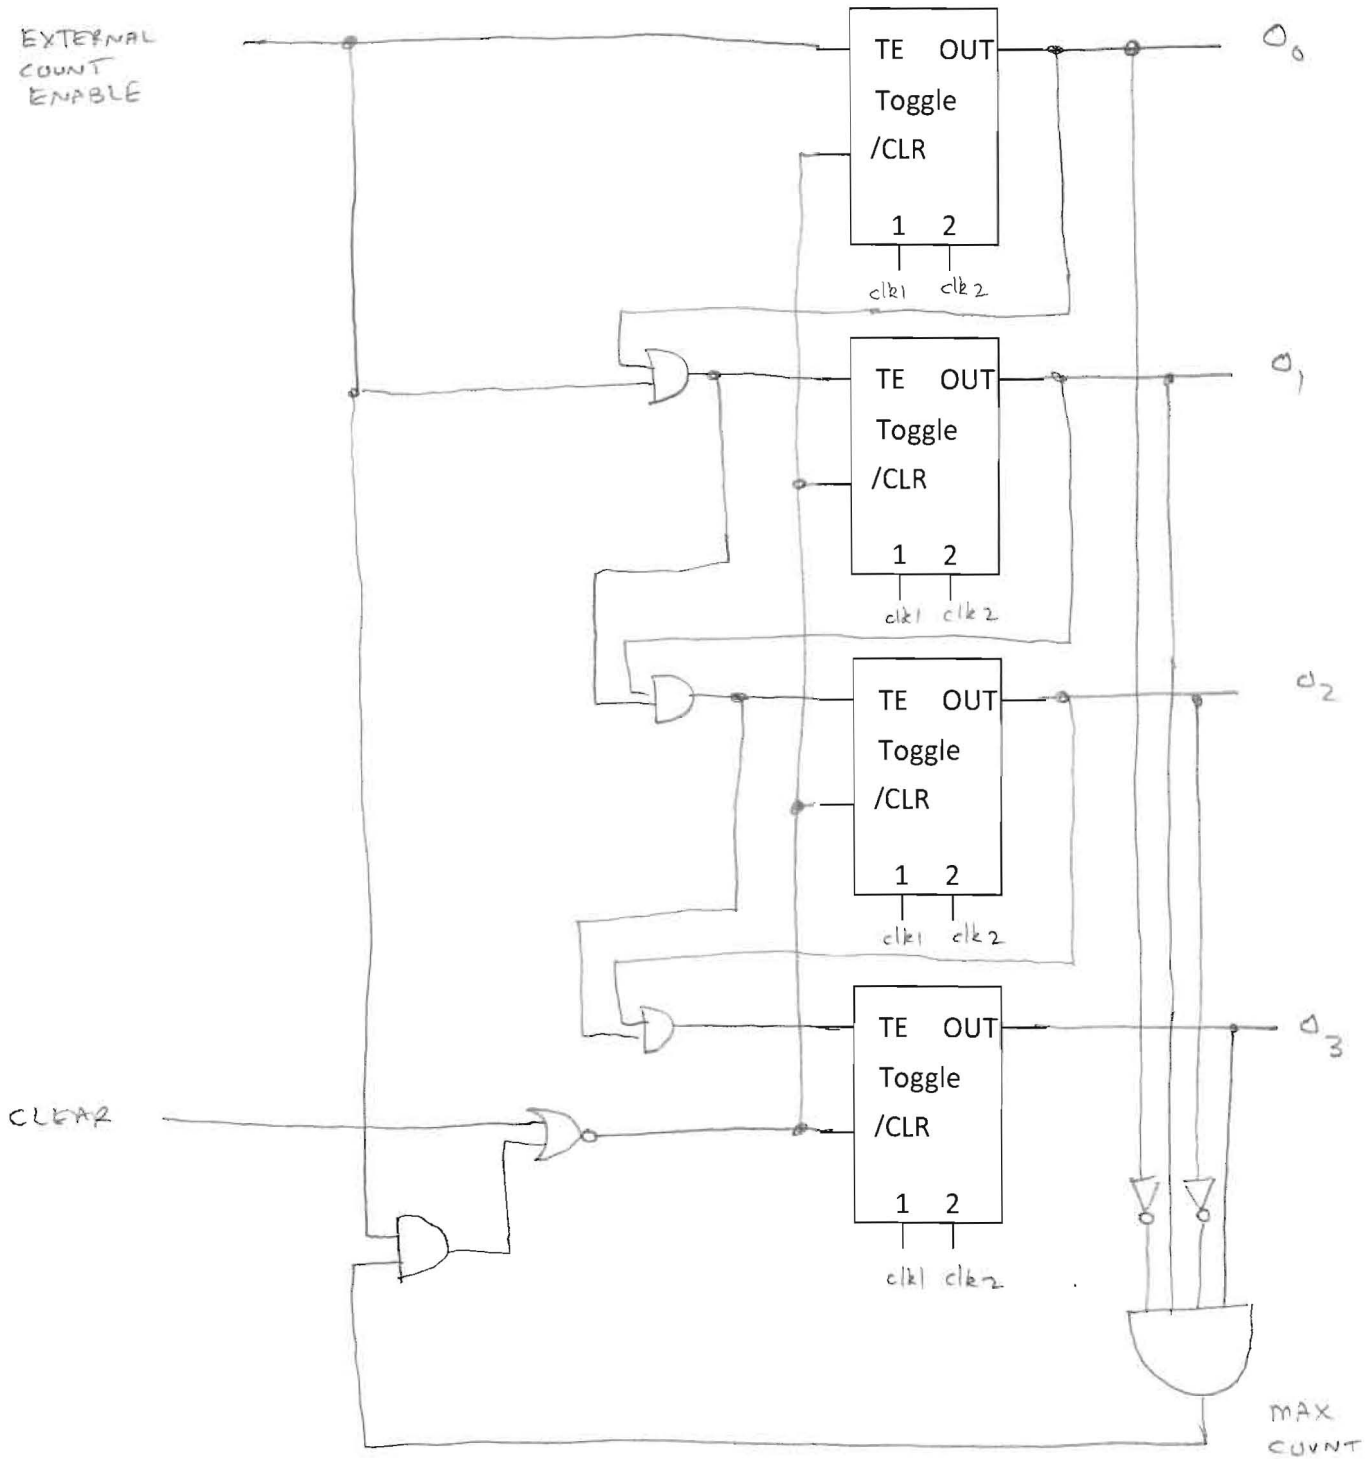 EXTERNAL
COUNT
ENABLE
TE OUT
Toggle
/CLR
1 2
clk1 clk2
O0
TE OUT
Toggle
/CLR
1 2
clk1 clk2
O1
TE OUT
Toggle
/CLR
1 2
clk1 clk2
O2
TE OUT
Toggle
/CLR
1 2
clk1 clk2
O3
CLEAR
MAX
COUNT